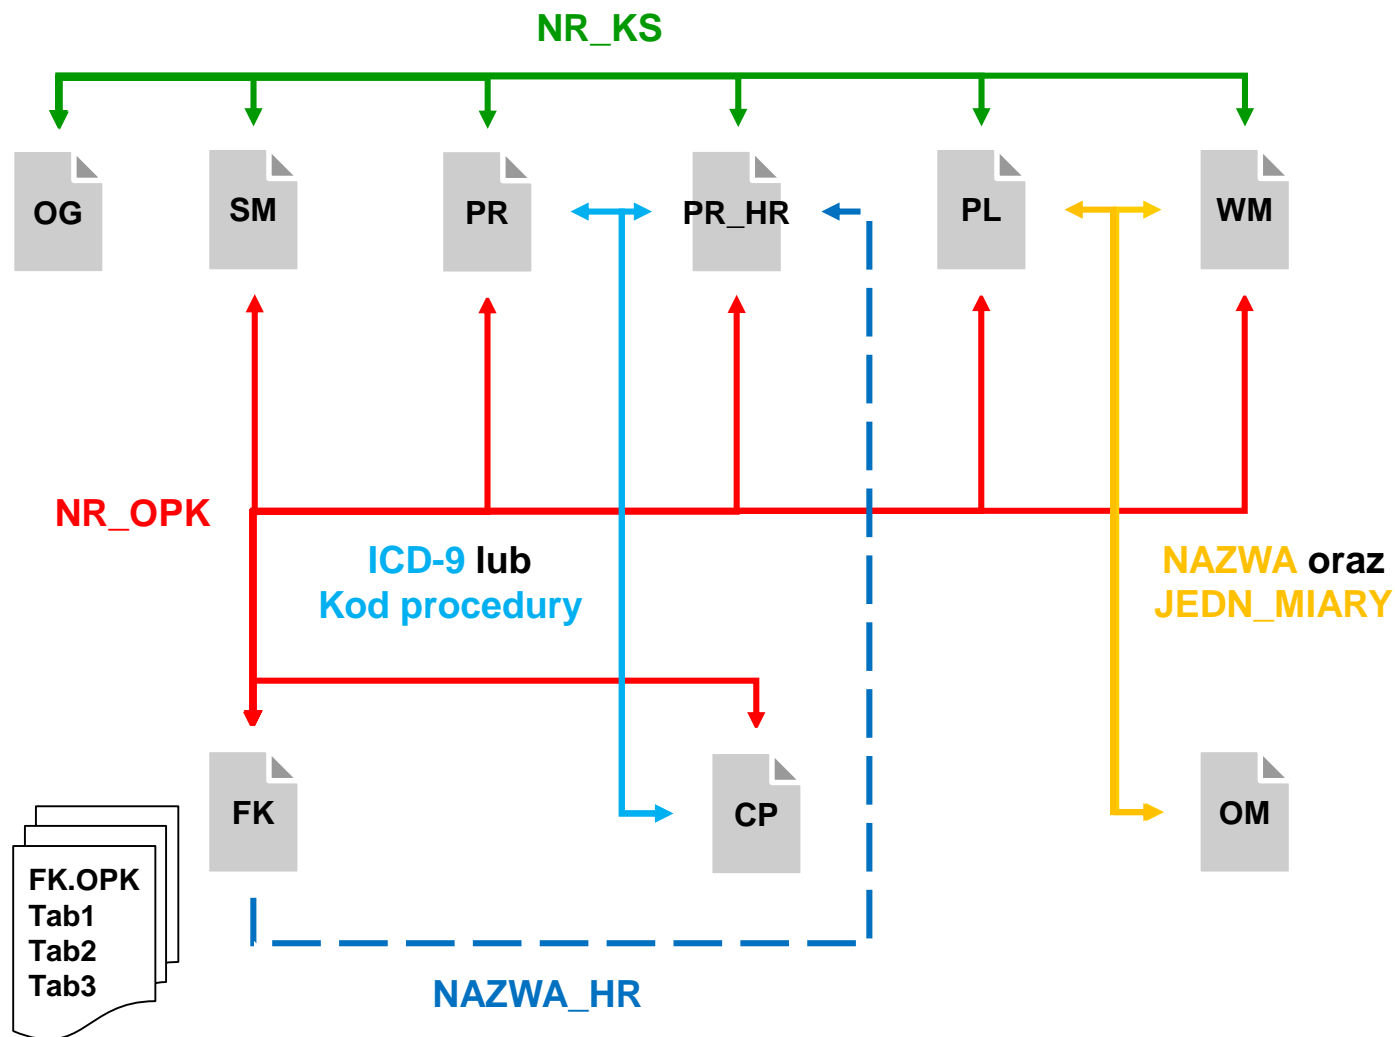 NR_KS
OG
SM
PR
PR_HR
PL
WM
NR_OPK
ICD-9 lub
Kod procedury
NAZWA oraz
JEDN_MIARY
FK
CP
OM
FK.OPK
Tab1
Tab2
Tab3
NAZWA_HR